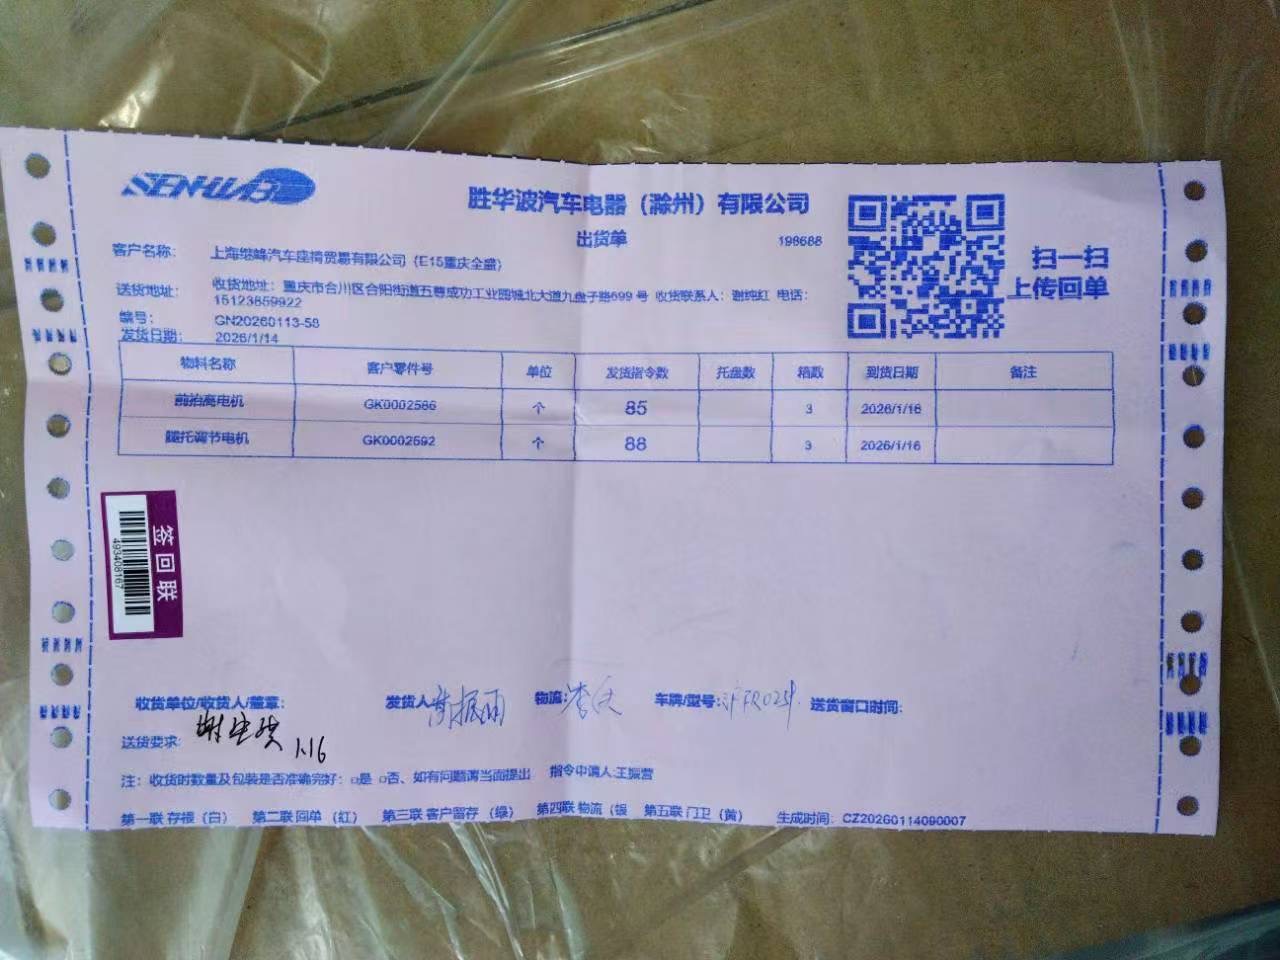 SENHUABO
胜华波汽车电器（滁州）有限公司
出货单 198688
扫一扫
上传回单
客户名称： 上海继峰汽车座椅贸易有限公司（E15重庆全盛）
送货地址： 收货地址：重庆市合川区合阳街道五尊成功工业园城北大道九盘子路699号 收货联系人：谢纯红 电话：
15123859922
编号： GN20260113-58
发货日期： 2026/1/14
物料名称 客户零件号 单位 发货指令数 托盘数 箱数 到货日期 备注
前抬高电机 GK0002586 个 85 3 2026/1/16
腿托调节电机 GK0002592 个 88 3 2026/1/16
签回联
493408167
收货单位/收货人/盖章： 发货人： 物流： 车牌/型号： 送货窗口时间：
送货要求： 1.16
注：收货时数量及包装是否准确完好：□是 □否、如有问题请当面提出 指令申请人:王振营
第一联 存根（白） 第二联 回单（红） 第三联 客户留存（绿） 第四联 物流（银 第五联 门卫（黄） 生成时间：CZ20260114090007